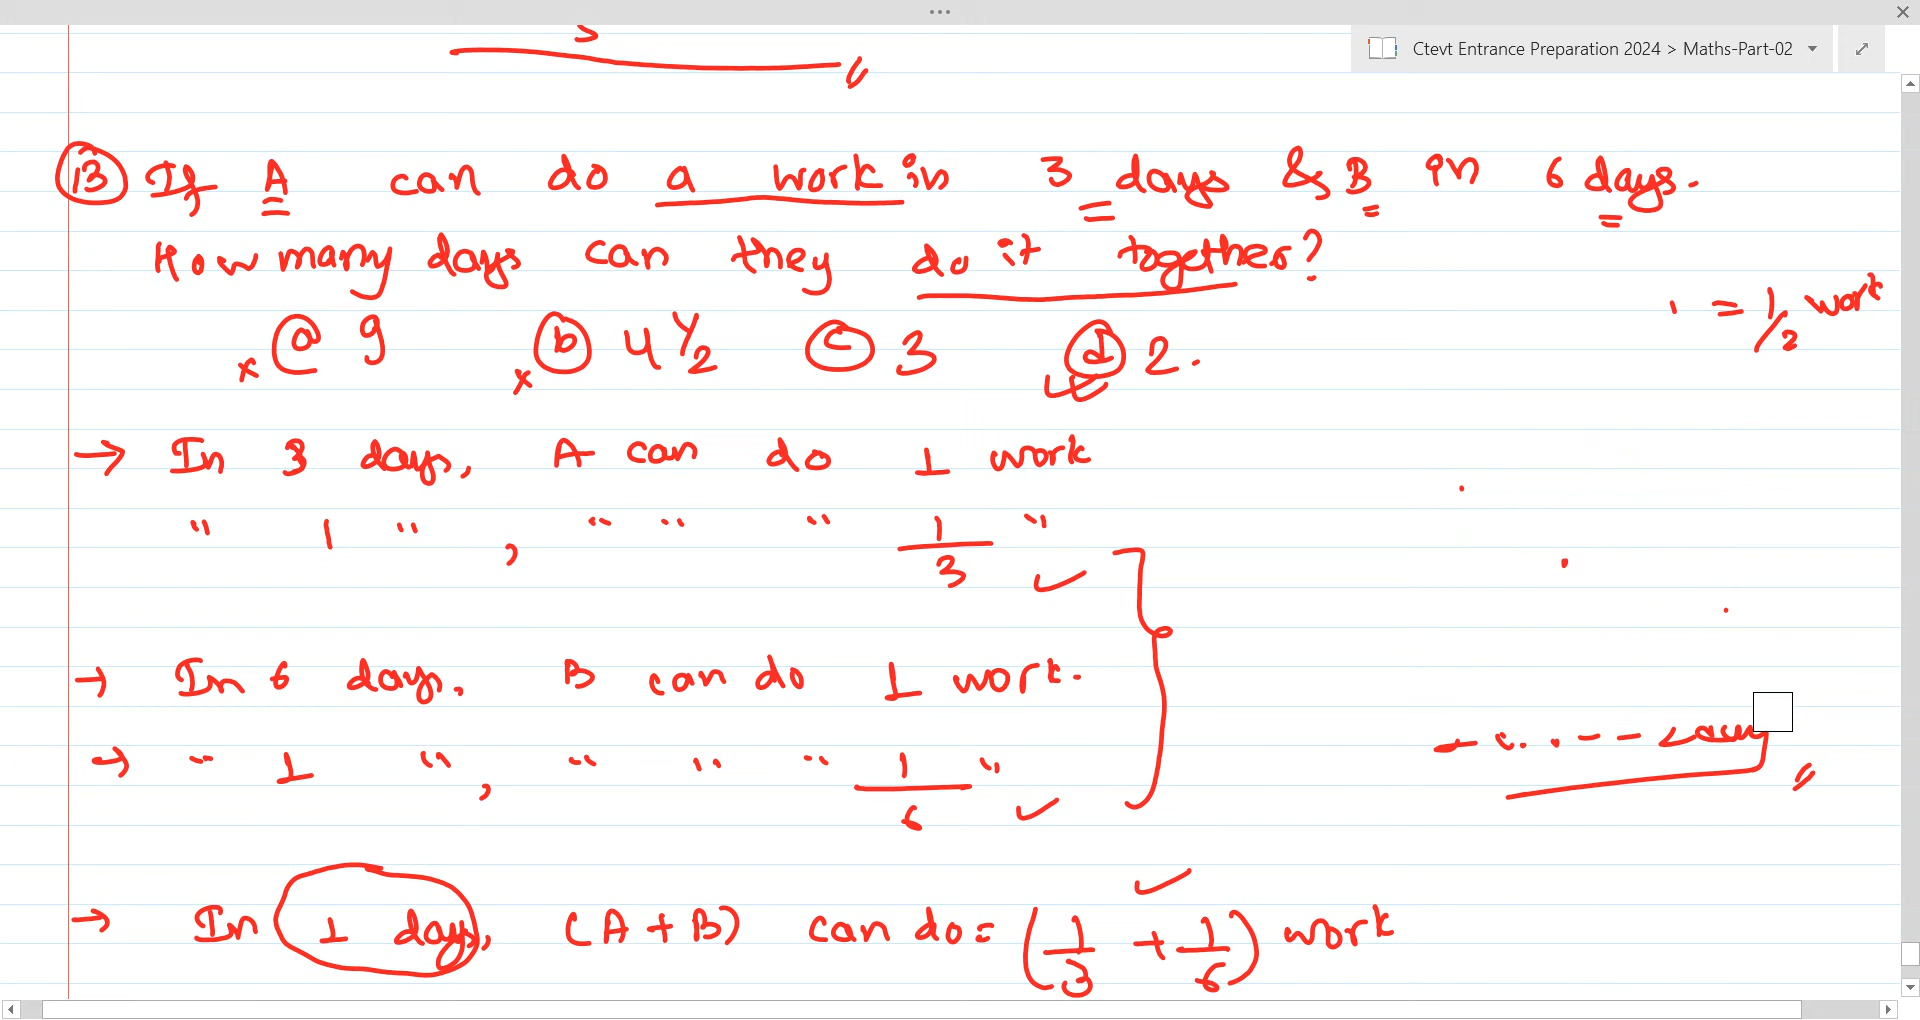 Ctevt Entrance Preparation 2024 > Maths-Part-02
13 If A can do a work in 3 days & B in 6 days.
How many days can they do it together?
= 1/2 work
a 9 b 4 1/2 c 3 d 2.
→ In 3 days, A can do 1 work
" 1 " , " " " 1/3 "
→ In 6 days, B can do 1 work.
→ " 1 " , " " " 1/6 "
→ In 1 day, (A+B) can do = (1/3 + 1/6) work